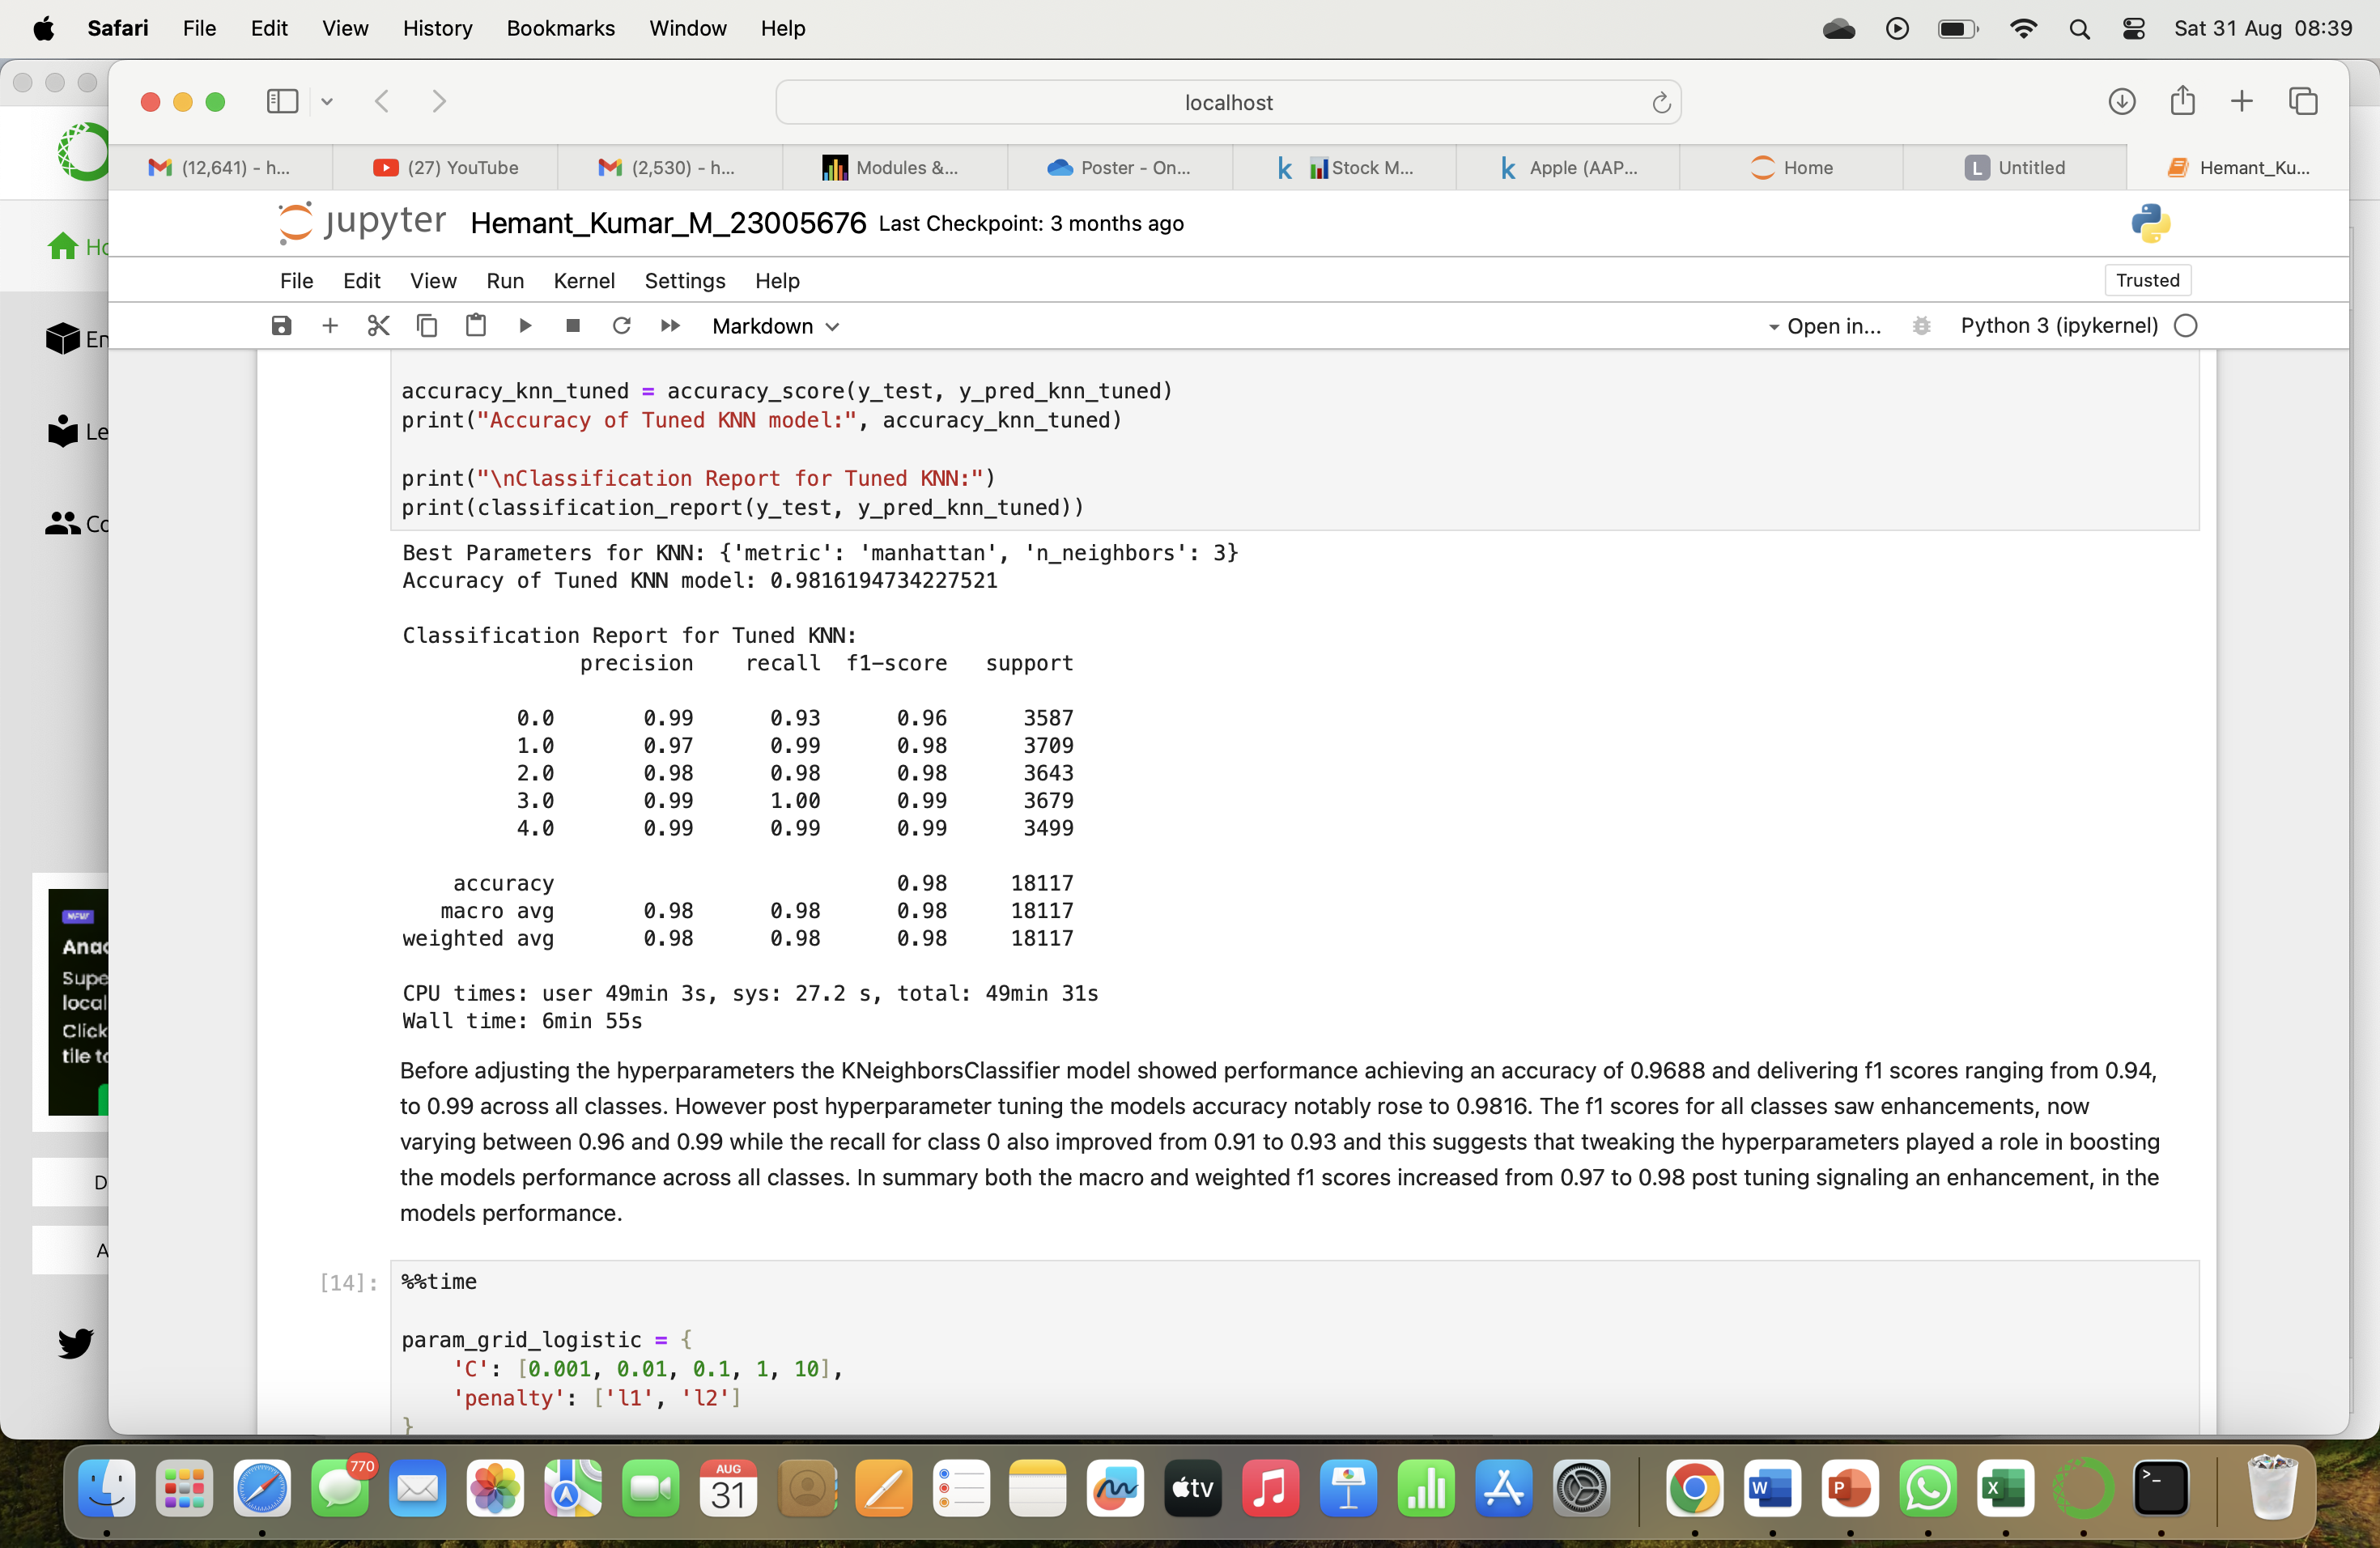 Safari File Edit View History Bookmarks Window Help Sat 31 Aug 08:39
localhost
(12,641) - h... (27) YouTube (2,530) - h... Modules &... Poster - On... Stock M... Apple (AAP... Home L Untitled Hemant_Ku...
jupyter Hemant_Kumar_M_23005676 Last Checkpoint: 3 months ago
File Edit View Run Kernel Settings Help Trusted
Markdown Open in... Python 3 (ipykernel)
accuracy_knn_tuned = accuracy_score(y_test, y_pred_knn_tuned)
print("Accuracy of Tuned KNN model:", accuracy_knn_tuned)
print("\nClassification Report for Tuned KNN:")
print(classification_report(y_test, y_pred_knn_tuned))
Best Parameters for KNN: {'metric': 'manhattan', 'n_neighbors': 3}
Accuracy of Tuned KNN model: 0.9816194734227521
Classification Report for Tuned KNN:
precision recall f1-score support
0.0 0.99 0.93 0.96 3587
1.0 0.97 0.99 0.98 3709
2.0 0.98 0.98 0.98 3643
3.0 0.99 1.00 0.99 3679
4.0 0.99 0.99 0.99 3499
accuracy 0.98 18117
macro avg 0.98 0.98 0.98 18117
weighted avg 0.98 0.98 0.98 18117
CPU times: user 49min 3s, sys: 27.2 s, total: 49min 31s
Wall time: 6min 55s
Before adjusting the hyperparameters the KNeighborsClassifier model showed performance achieving an accuracy of 0.9688 and delivering f1 scores ranging from 0.94,
to 0.99 across all classes. However post hyperparameter tuning the models accuracy notably rose to 0.9816. The f1 scores for all classes saw enhancements, now
varying between 0.96 and 0.99 while the recall for class 0 also improved from 0.91 to 0.93 and this suggests that tweaking the hyperparameters played a role in boosting
the models performance across all classes. In summary both the macro and weighted f1 scores increased from 0.97 to 0.98 post tuning signaling an enhancement, in the
models performance.
[14]: %%time
param_grid_logistic = {
'C': [0.001, 0.01, 0.1, 1, 10],
'penalty': ['l1', 'l2']
}
Ho
En
Le
Co
NEW
Anac
Supe
local
Click
tile to
D
A
770
AUG
31
tv
W
P
X
>_